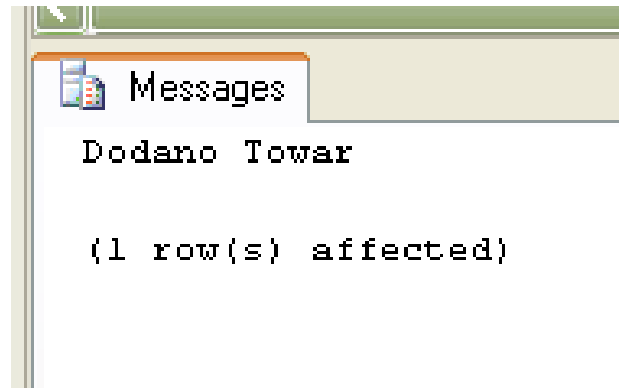 Messages
Dodano Towar
(1 row(s) affected)